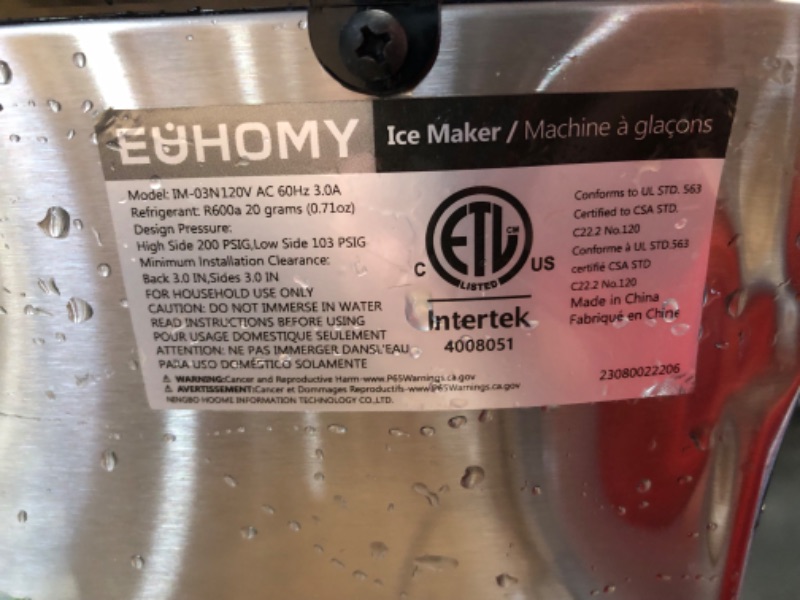 EUHOMY
Ice Maker / Machine à glaçons
Model: IM-03N120V AC 60Hz 3.0A
Refrigerant: R600a 20 grams (0.71oz)
Design Pressure:
High Side 200 PSIG,Low Side 103 PSIG
Minimum Installation Clearance:
Back 3.0 IN,Sides 3.0 IN
FOR HOUSEHOLD USE ONLY
CAUTION: DO NOT IMMERSE IN WATER
READ INSTRUCTIONS BEFORE USING
POUR USAGE DOMESTIQUE SEULEMENT
ATTENTION: NE PAS IMMERGER DANSL'EAU
PARA USO DOMÉSTICO SOLAMENTE
WARNING:Cancer and Reproductive Harm-www.P65Warnings.ca.gov
AVERTISSEMENT:Cancer et Dommages Reproductifs-www.P65Warnings.ca.gov
NINGBO HOOME INFORMATION TECHNOLOGY CO.,LTD.
ETL CM
LISTED
C US
Intertek
4008051
Conforms to UL STD. 563
Certified to CSA STD.
C22.2 No.120
Conforme à UL STD.563
certifié CSA STD
C22.2 No.120
Made in China
Fabriqué en Chine
23080022206